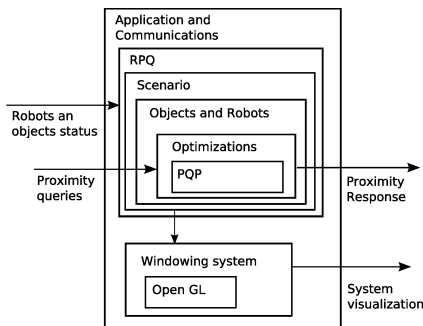 Application and
Communications
RPQ
Scenario
Objects and Robots
Optimizations
PQP
Robots an
objects status
Proximity
queries
Proximity
Response
Windowing system
Open GL
System
visualization